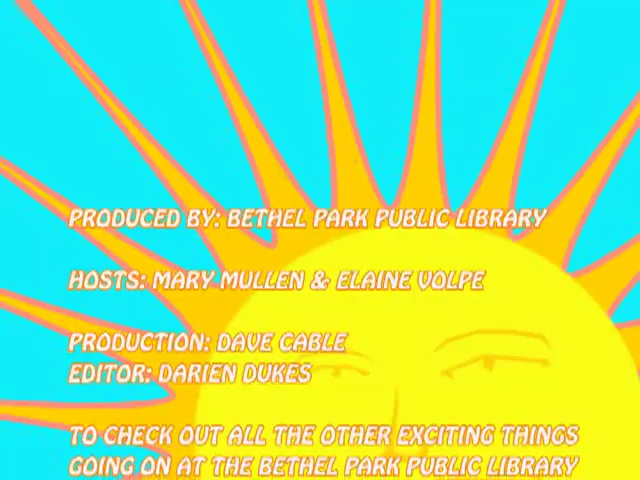 PRODUCED BY: BETHEL PARK PUBLIC LIBRARY
HOSTS: MARY MULLEN & ELAINE VOLPE
PRODUCTION: DAVE CABLE
EDITOR: DARIEN DUKES
TO CHECK OUT ALL THE OTHER EXCITING THINGS
GOING ON AT THE BETHEL PARK PUBLIC LIBRARY